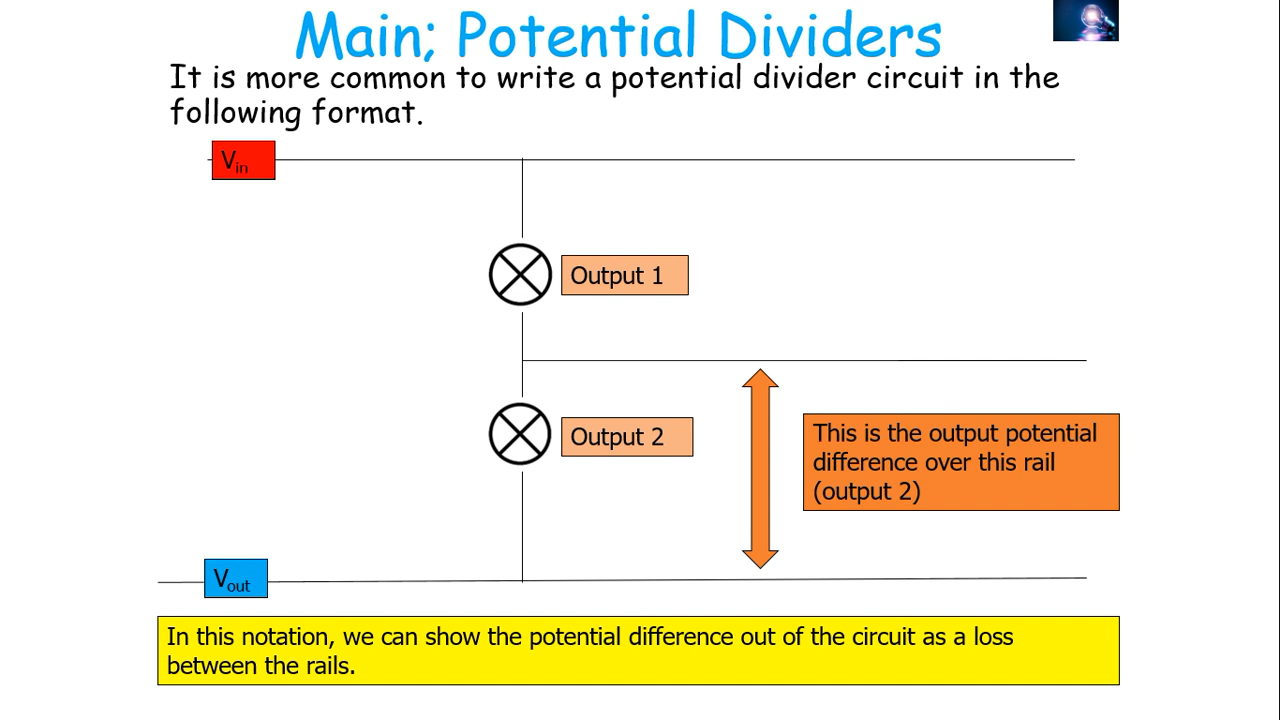 Main; Potential Dividers
It is more common to write a potential divider circuit in the
following format.
Vin
Output 1
Output 2
This is the output potential
difference over this rail
(output 2)
Vout
In this notation, we can show the potential difference out of the circuit as a loss
between the rails.